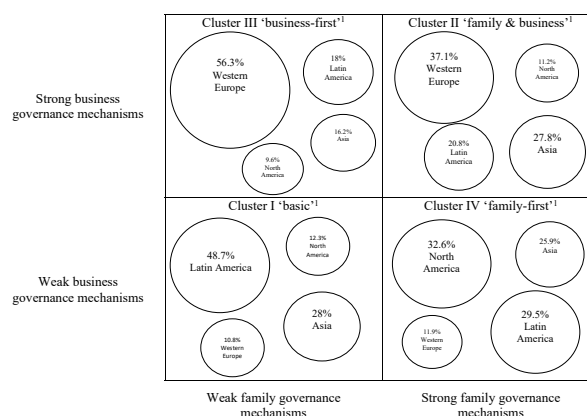 Cluster III 'business-first'¹
56.3%
Western
Europe
18%
Latin
America
16.2%
Asia
9.6%
North
America
Cluster II 'family & business'¹
37.1%
Western
Europe
11.2%
North
America
20.8%
Latin
America
27.8%
Asia
Strong business
governance mechanisms
Cluster I 'basic'¹
48.7%
Latin America
12.3%
North
America
28%
Asia
10.8%
Western
Europe
Cluster IV 'family-first'¹
32.6%
North
America
25.9%
Asia
11.9%
Western
Europe
29.5%
Latin
America
Weak business
governance mechanisms
Weak family governance
mechanisms
Strong family governance
mechanisms